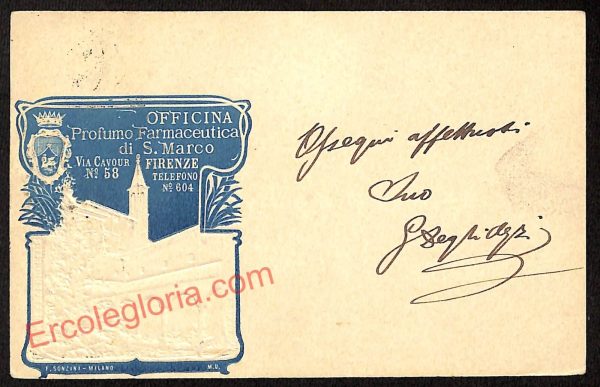 OFFICINA
Profumo Farmaceutica
di S. Marco
VIA CAVOUR FIRENZE
Nº 58 TELEFONO
Nº 604
Ossequi affettuosi
Suo
Ercolegloria.com
F. SONZINI - MILANO M.U.